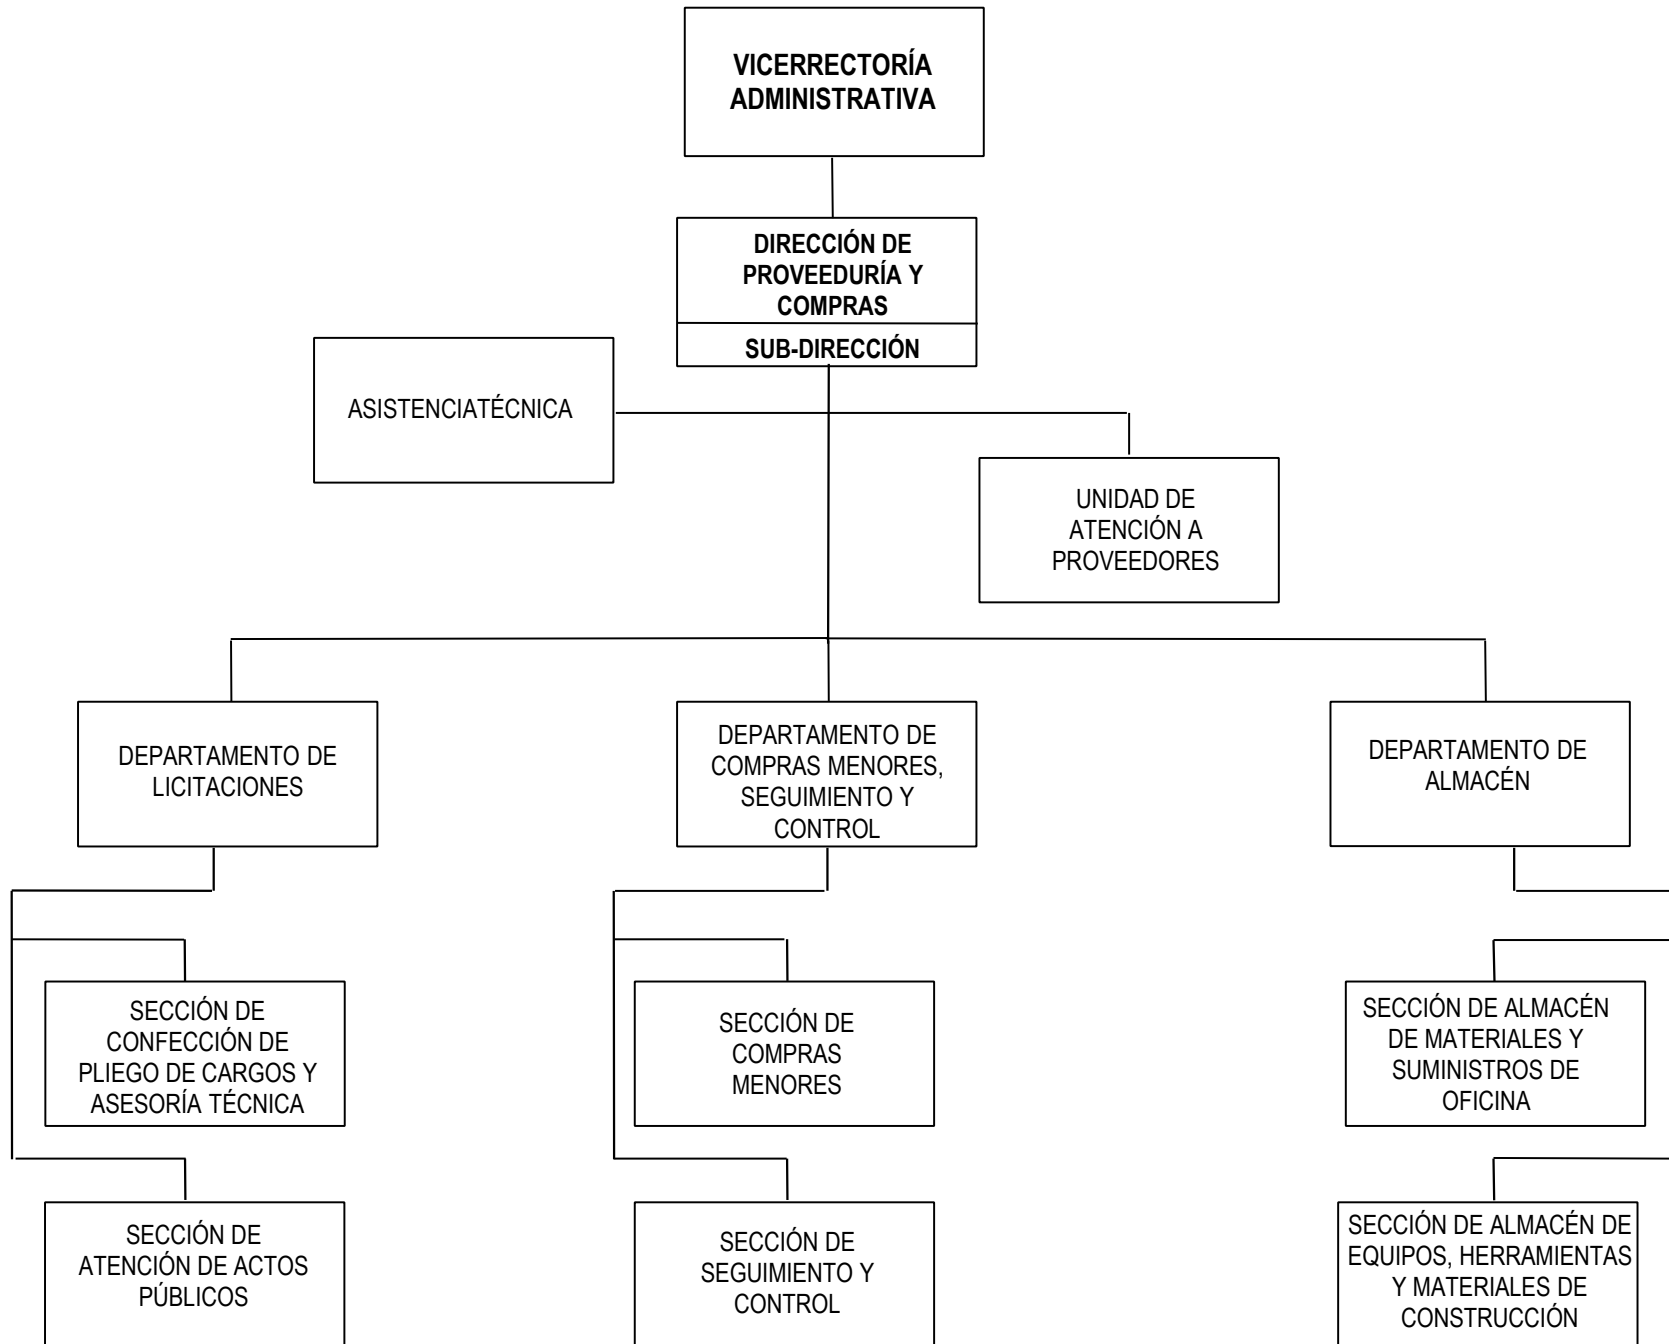 VICERRECTORÍA
ADMINISTRATIVA
DIRECCIÓN DE
PROVEEDURÍA Y
COMPRAS
SUB-DIRECCIÓN
ASISTENCIATÉCNICA
UNIDAD DE
ATENCIÓN A
PROVEEDORES
DEPARTAMENTO DE
LICITACIONES
DEPARTAMENTO DE
COMPRAS MENORES,
SEGUIMIENTO Y
CONTROL
DEPARTAMENTO DE
ALMACÉN
SECCIÓN DE
CONFECCIÓN DE
PLIEGO DE CARGOS Y
ASESORÍA TÉCNICA
SECCIÓN DE
COMPRAS
MENORES
SECCIÓN DE ALMACÉN
DE MATERIALES Y
SUMINISTROS DE
OFICINA
SECCIÓN DE
ATENCIÓN DE ACTOS
PÚBLICOS
SECCIÓN DE
SEGUIMIENTO Y
CONTROL
SECCIÓN DE ALMACÉN DE
EQUIPOS, HERRAMIENTAS
Y MATERIALES DE
CONSTRUCCIÓN